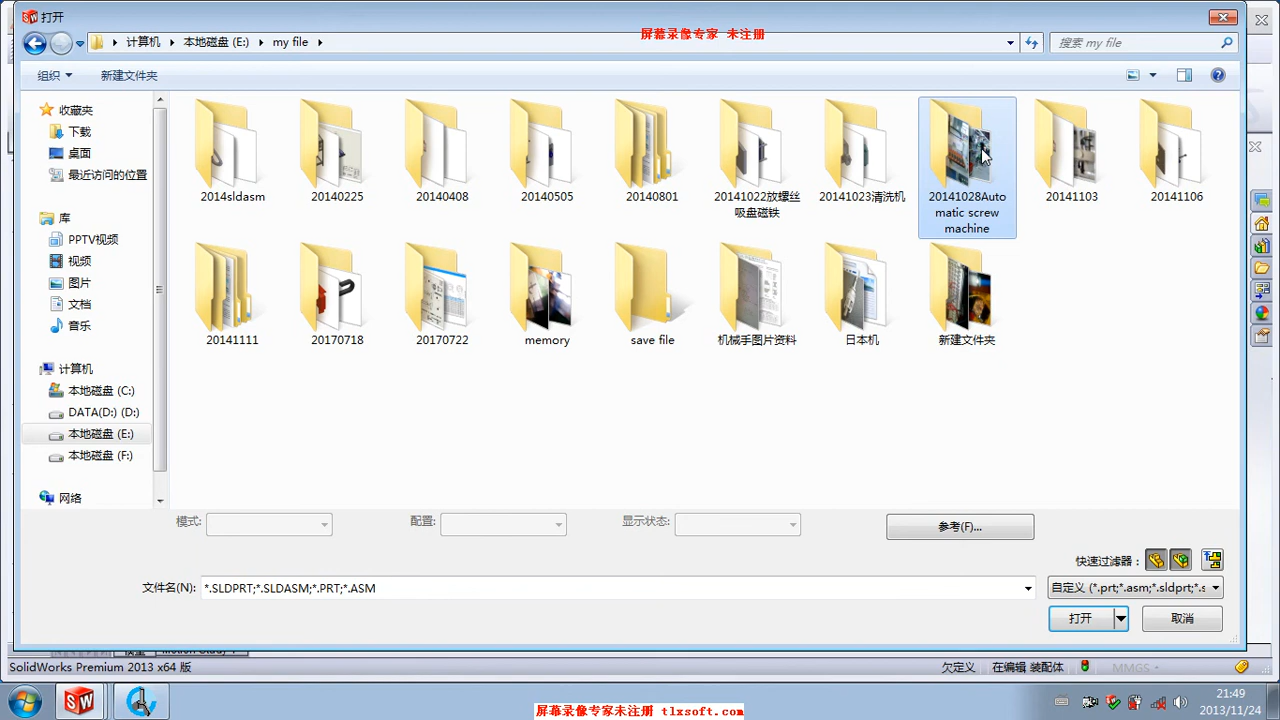 打开
屏幕录像专家 未注册
计算机 本地磁盘 (E:) my file
搜索 my file
组织 新建文件夹
收藏夹
下载
桌面
最近访问的位置
库
PPTV视频
视频
图片
文档
音乐
计算机
本地磁盘 (C:)
DATA(D:) (D:)
本地磁盘 (E:)
本地磁盘 (F:)
网络
2014sldasm
20140225
20140408
20140505
20140801
20141022放螺丝
吸盘磁铁
20141023清洗机
20141028Auto
matic screw
machine
20141103
20141106
20141111
20170718
20170722
memory
save file
机械手图片资料
日本机
新建文件夹
模式:
配置:
显示状态:
参考(F)...
快速过滤器:
文件名(N): *.SLDPRT;*.SLDASM;*.PRT;*.ASM
自定义 (*.prt;*.asm;*.sldprt;*.s
打开
取消
SolidWorks Premium 2013 x64 版
欠定义
在编辑 装配体
MMGS
屏幕录像专家未注册 tlxsoft.com
21:49
2013/11/24